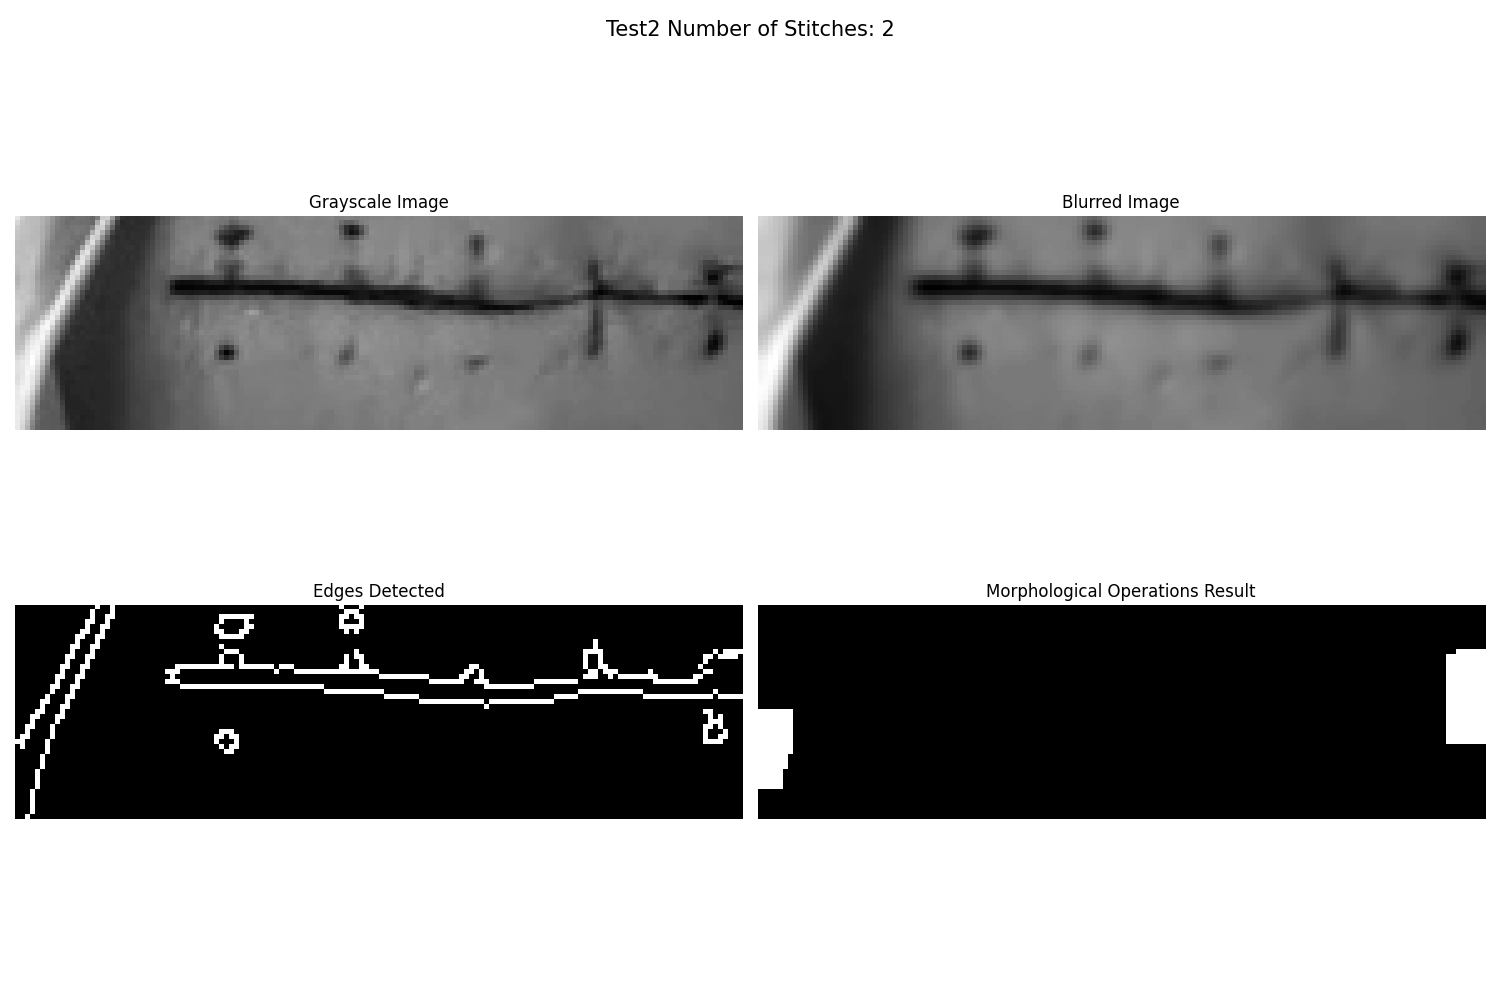 Test2 Number of Stitches: 2
Grayscale Image
Blurred Image
Edges Detected
Morphological Operations Result